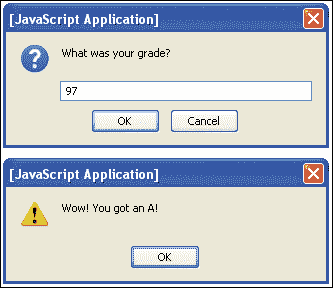 [JavaScript Application]
What was your grade?
97
OK Cancel
[JavaScript Application]
Wow! You got an A!
OK